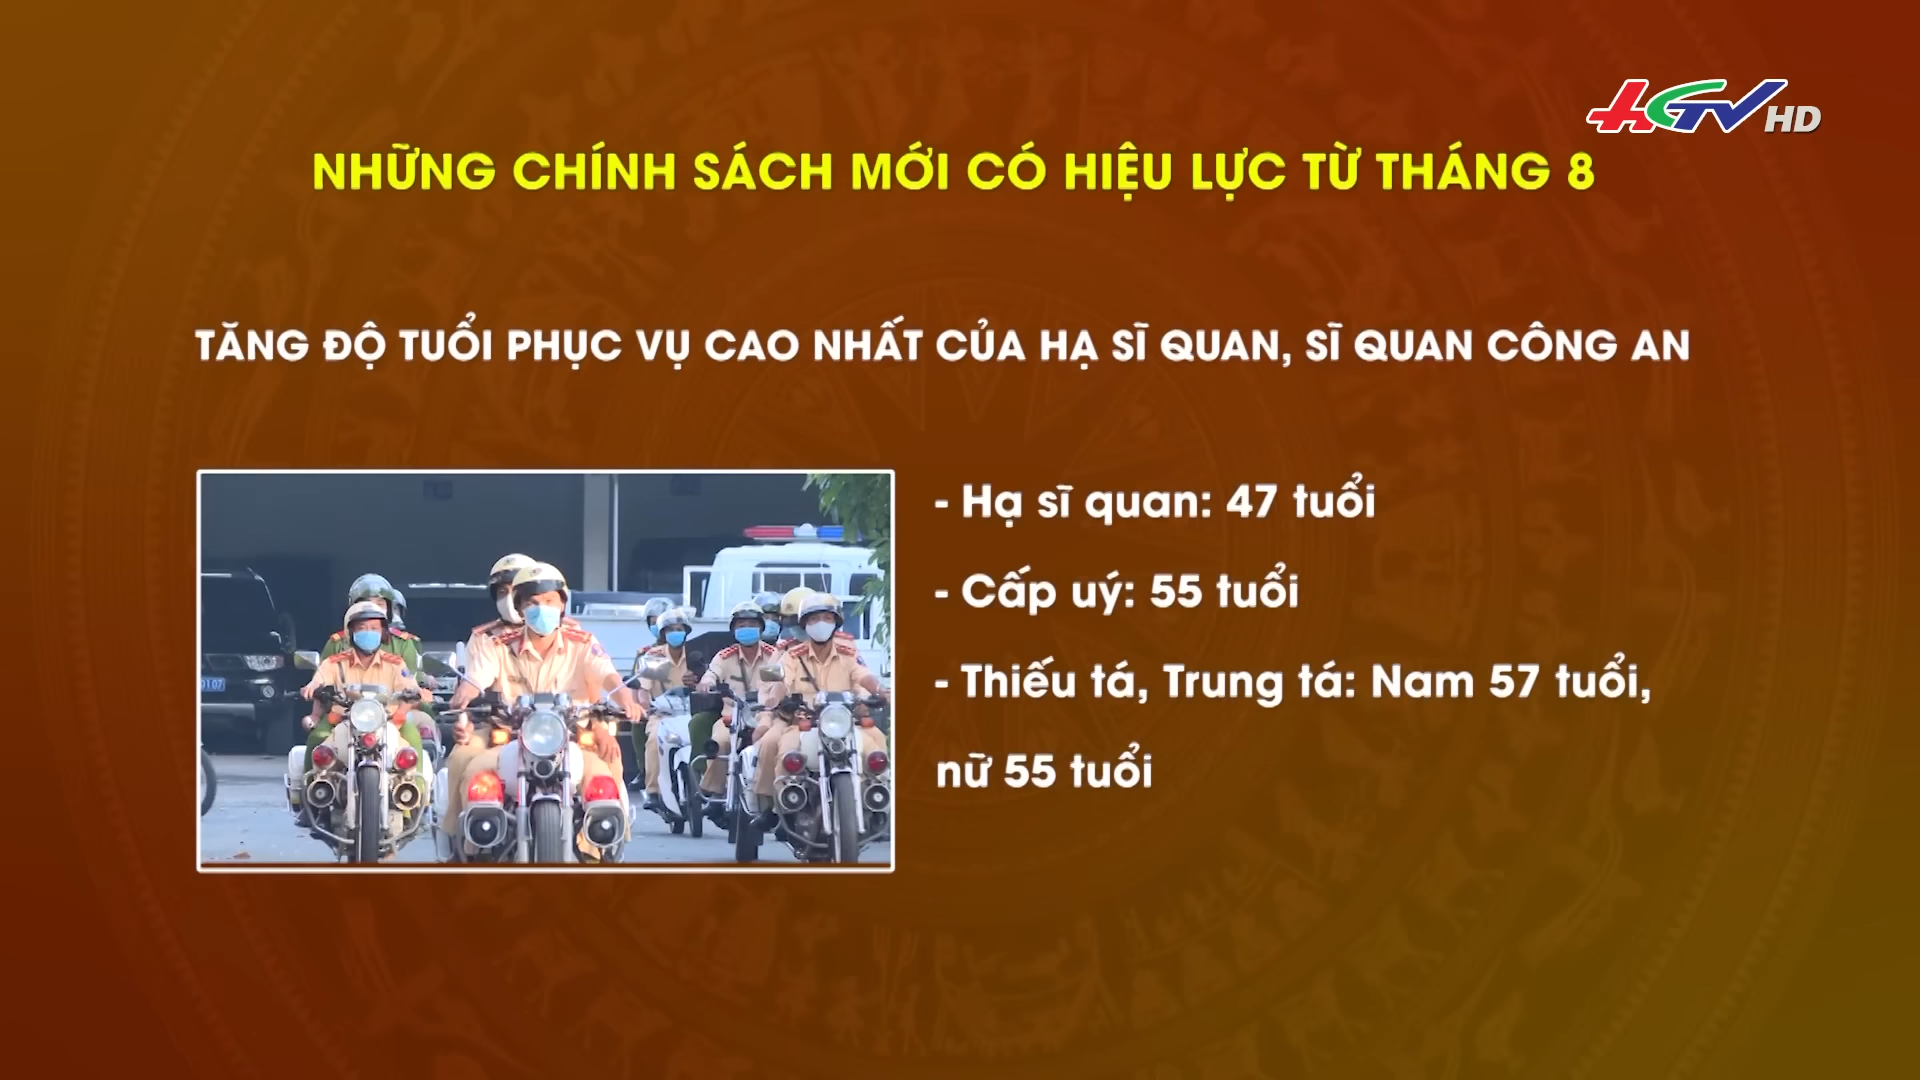 HGTV HD
NHỮNG CHÍNH SÁCH MỚI CÓ HIỆU LỰC TỪ THÁNG 8
TĂNG ĐỘ TUỔI PHỤC VỤ CAO NHẤT CỦA HẠ SĨ QUAN, SĨ QUAN CÔNG AN
- Hạ sĩ quan: 47 tuổi
- Cấp uý: 55 tuổi
- Thiếu tá, Trung tá: Nam 57 tuổi,
nữ 55 tuổi